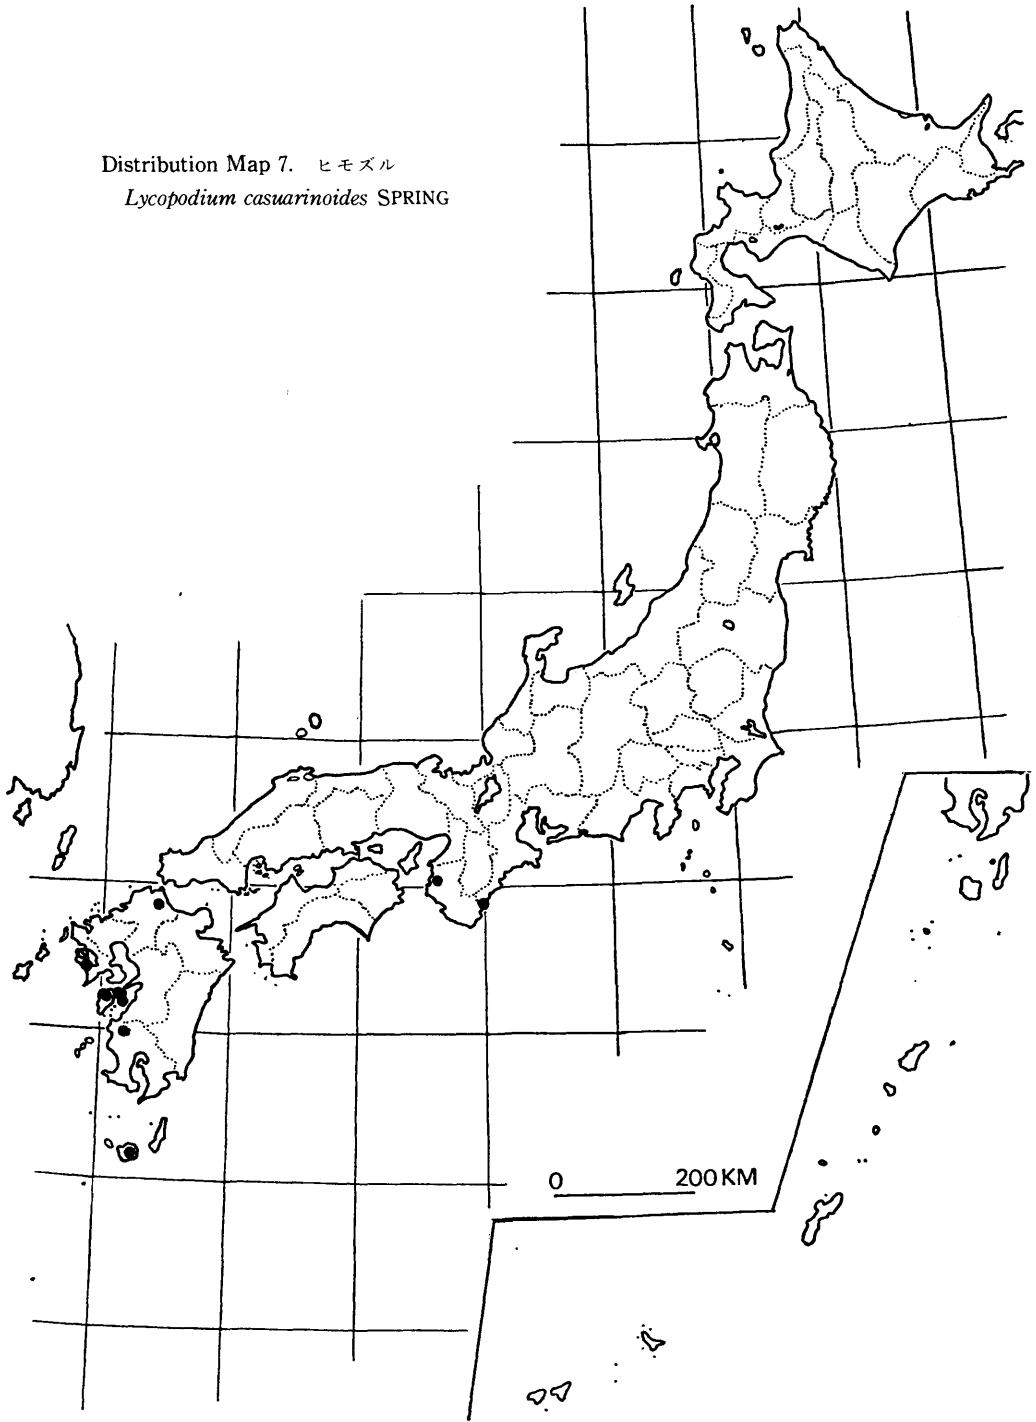 Distribution Map 7. ヒモズル
Lycopodium casuarinoides SPRING
0 200KM